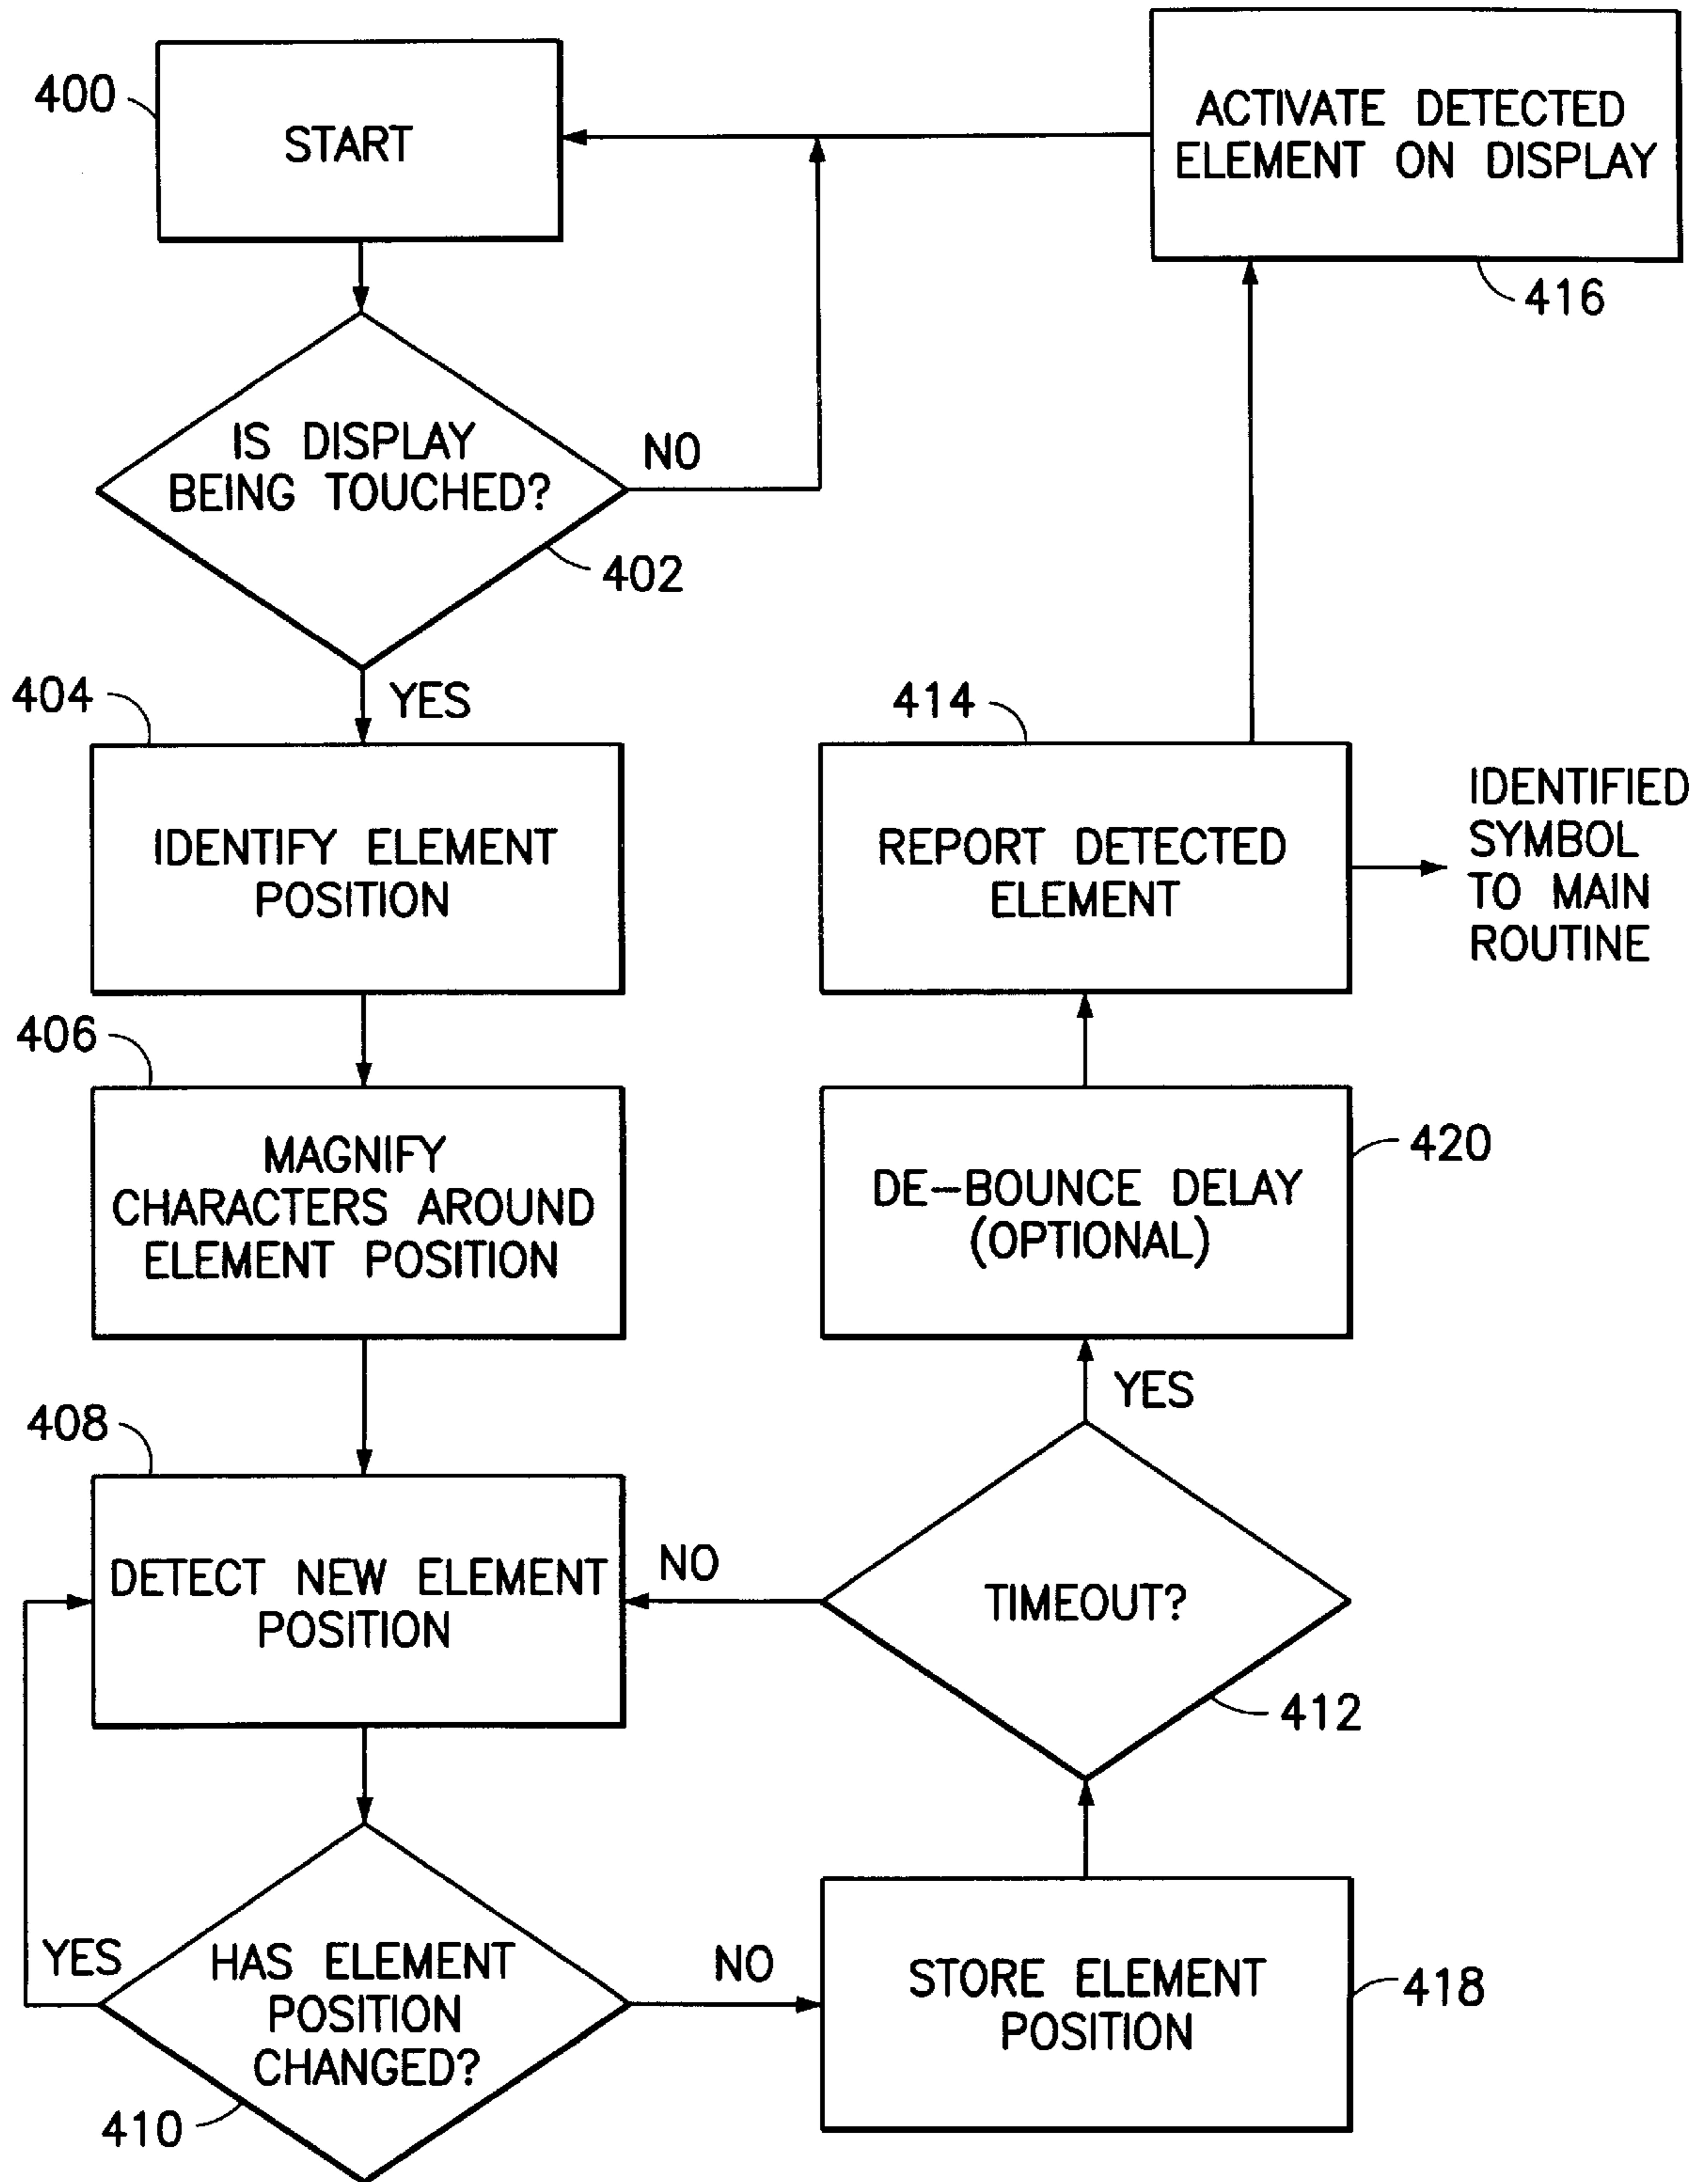 400
START
ACTIVATE DETECTED
ELEMENT ON DISPLAY
416
IS DISPLAY
BEING TOUCHED?
NO
402
YES
404
IDENTIFY ELEMENT
POSITION
414
REPORT DETECTED
ELEMENT
IDENTIFIED
SYMBOL
TO MAIN
ROUTINE
406
MAGNIFY
CHARACTERS AROUND
ELEMENT POSITION
DE-BOUNCE DELAY
(OPTIONAL)
420
YES
408
DETECT NEW ELEMENT
POSITION
NO
TIMEOUT?
412
YES
HAS ELEMENT
POSITION
CHANGED?
NO
410
STORE ELEMENT
POSITION
418